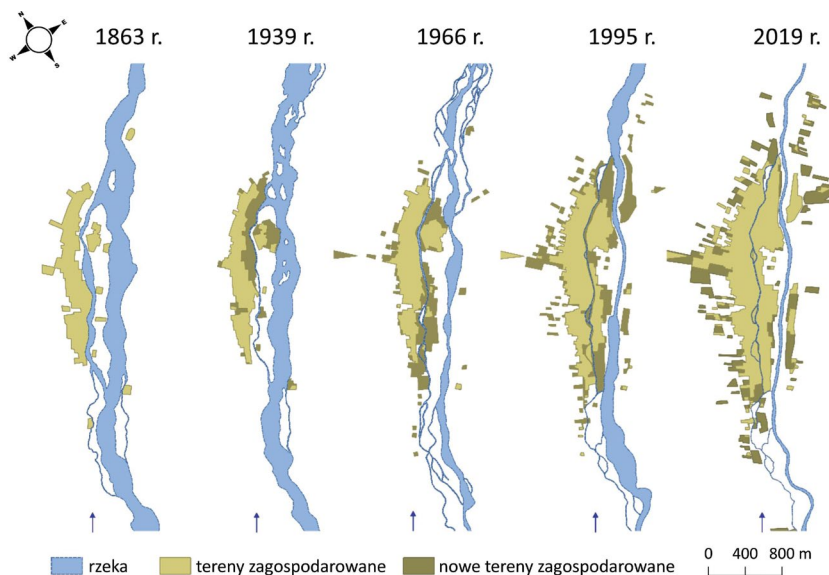 N E W S
1863 r. 1939 r. 1966 r. 1995 r. 2019 r.
rzeka tereny zagospodarowane nowe tereny zagospodarowane
0 400 800 m